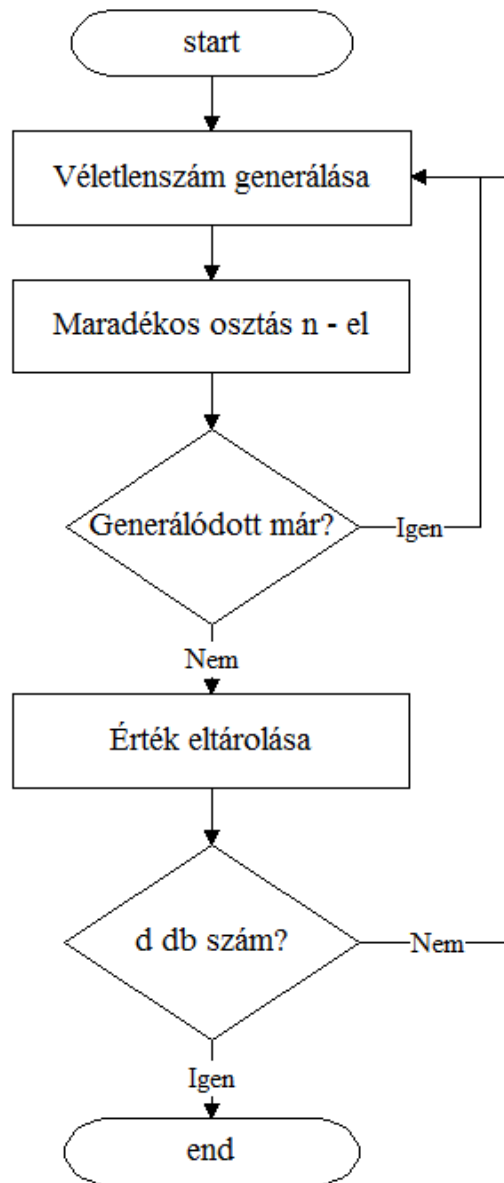 start
Véletlenszám generálása
Maradékos osztás n - el
Generálódott már?
Igen
Nem
Érték eltárolása
d db szám?
Nem
Igen
end